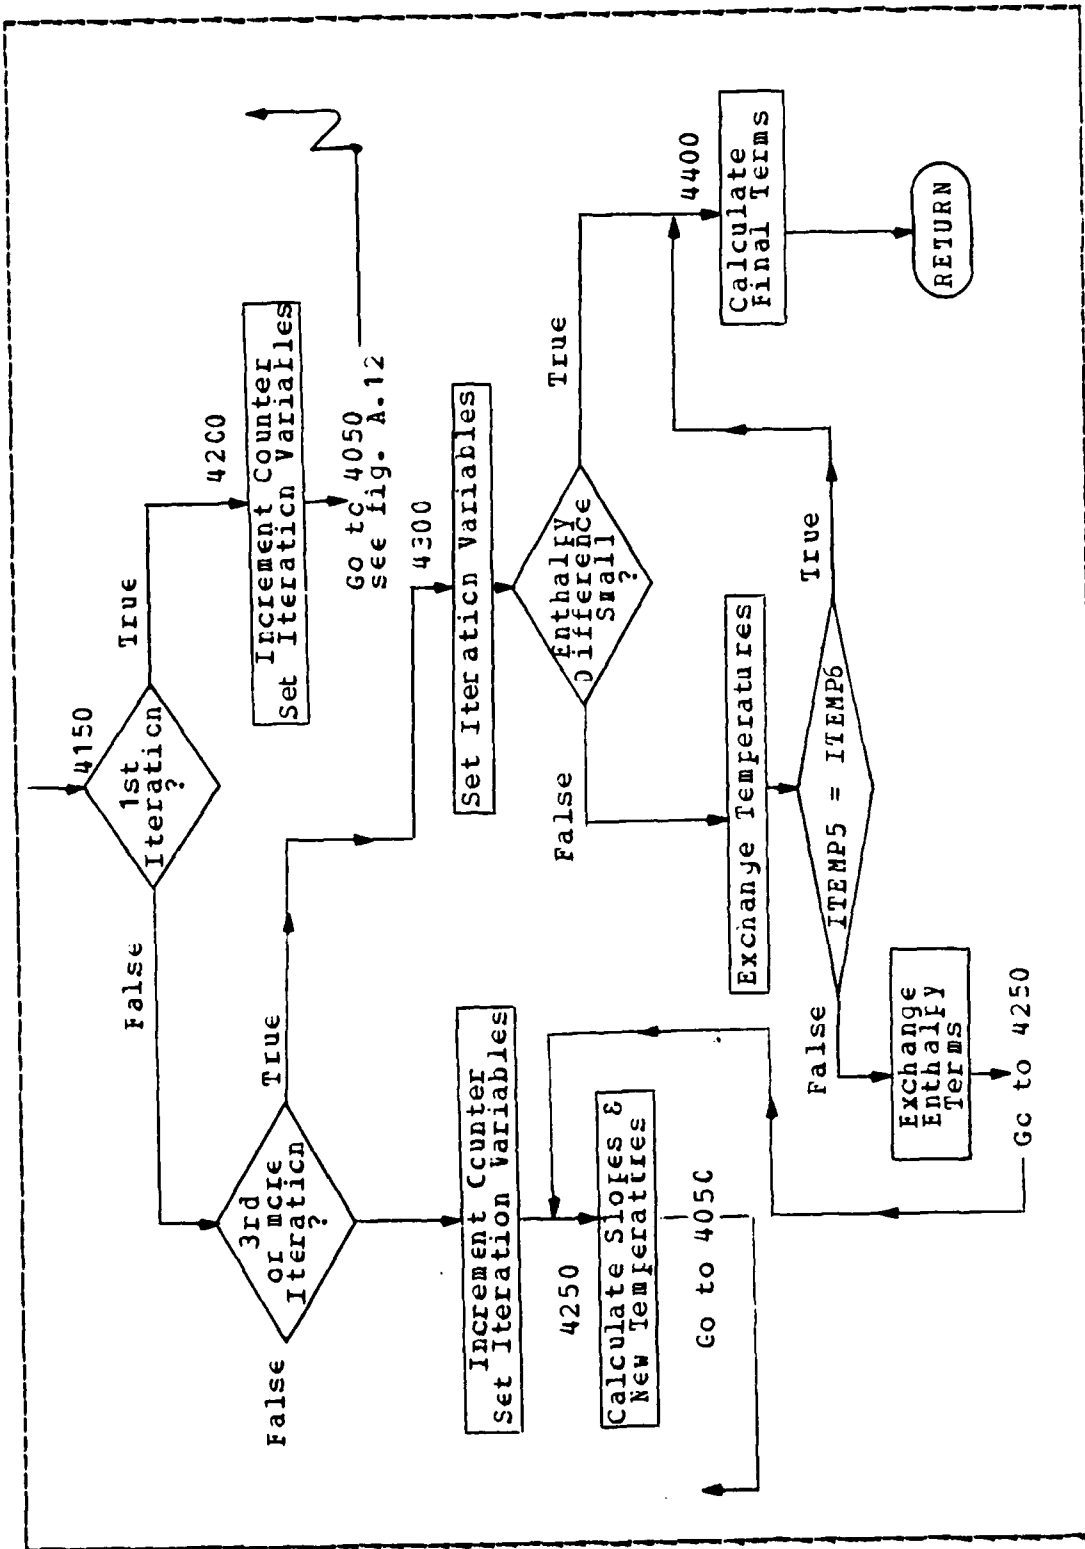 4150
1st
Iteration
?
True
False
4200
Increment Counter
Set Iteration Variables
Go to 4050
see fig. A.12
3rd
or more
Iteration
?
True
False
4300
Set Iteration Variables
Enthalpy
Difference
Small
?
True
False
4400
Calculate
Final Terms
RETURN
Increment Counter
Set Iteration Variables
4250
Calculate Slopes &
New Temperattres
Go to 4050
Exchange Temperatures
ITEMP5 = ITEMP6
True
False
Exchange
Enthalpy
Terms
Go to 4250